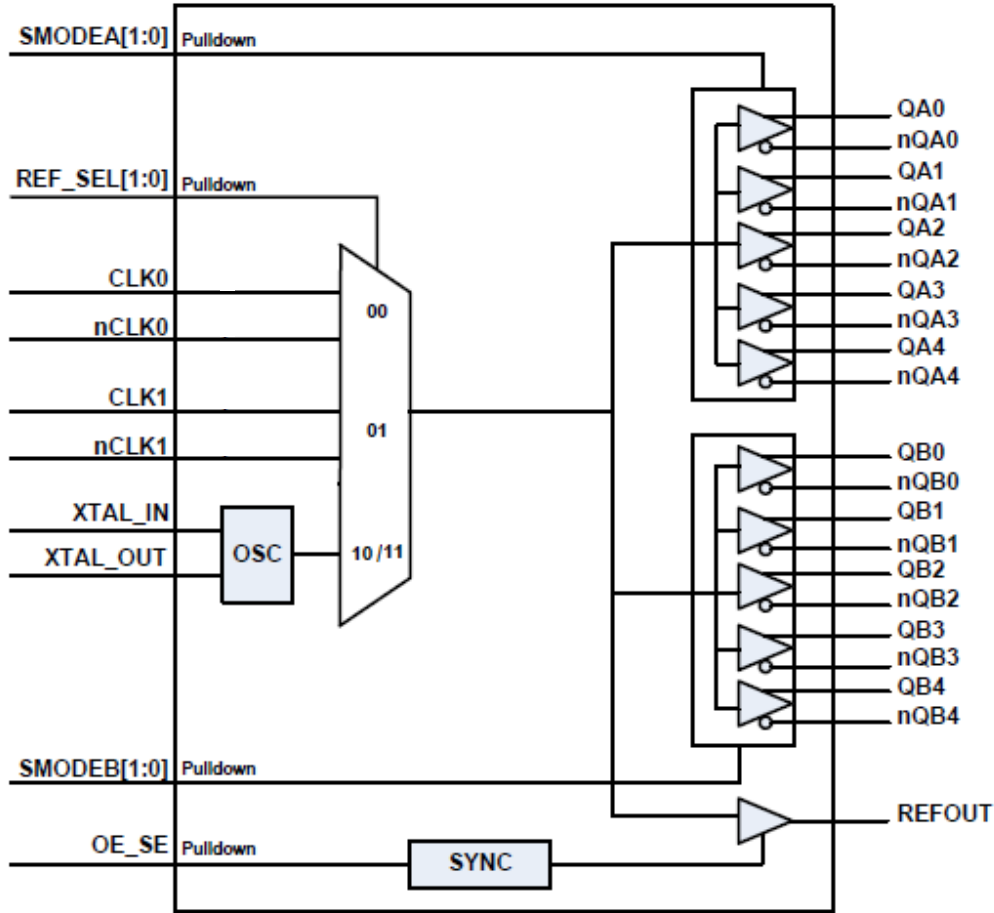 SMODEA[1:0] Pulldown
QA0
nQA0
QA1
REF_SEL[1:0] Pulldown
nQA1
QA2
nQA2
CLK0
QA3
00
nCLK0
nQA3
QA4
nQA4
CLK1
01
nCLK1
QB0
nQB0
XTAL_IN
QB1
nQB1
XTAL_OUT
OSC
10/11
QB2
nQB2
QB3
nQB3
QB4
nQB4
SMODEB[1:0] Pulldown
REFOUT
OE_SE Pulldown
SYNC